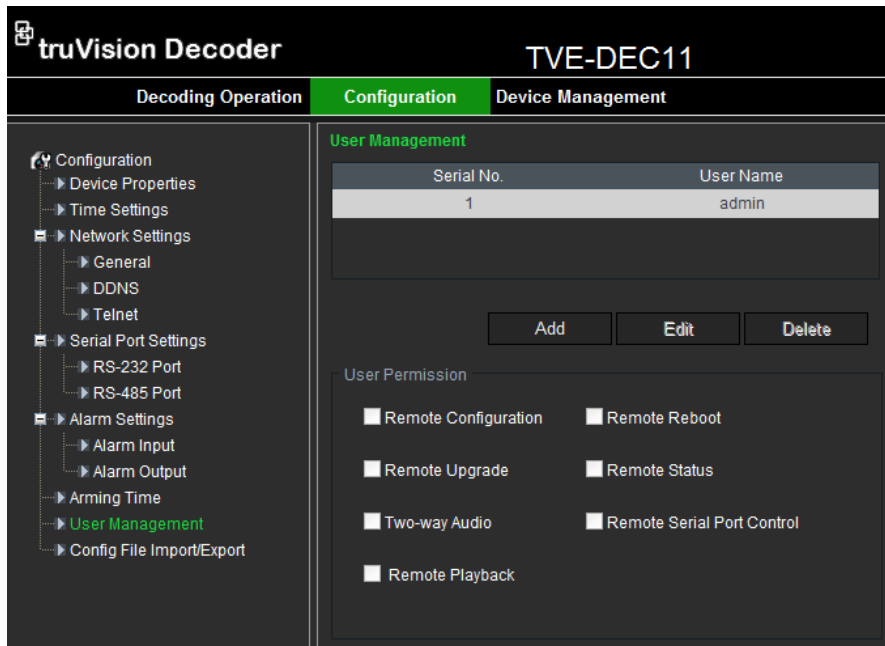 truVision Decoder
TVE-DEC11
Decoding Operation Configuration Device Management
Configuration
Device Properties
Time Settings
Network Settings
General
DDNS
Telnet
Serial Port Settings
RS-232 Port
RS-485 Port
Alarm Settings
Alarm Input
Alarm Output
Arming Time
User Management
Config File Import/Export
User Management
Serial No. User Name
1 admin
Add Edit Delete
User Permission
Remote Configuration Remote Reboot
Remote Upgrade Remote Status
Two-way Audio Remote Serial Port Control
Remote Playback